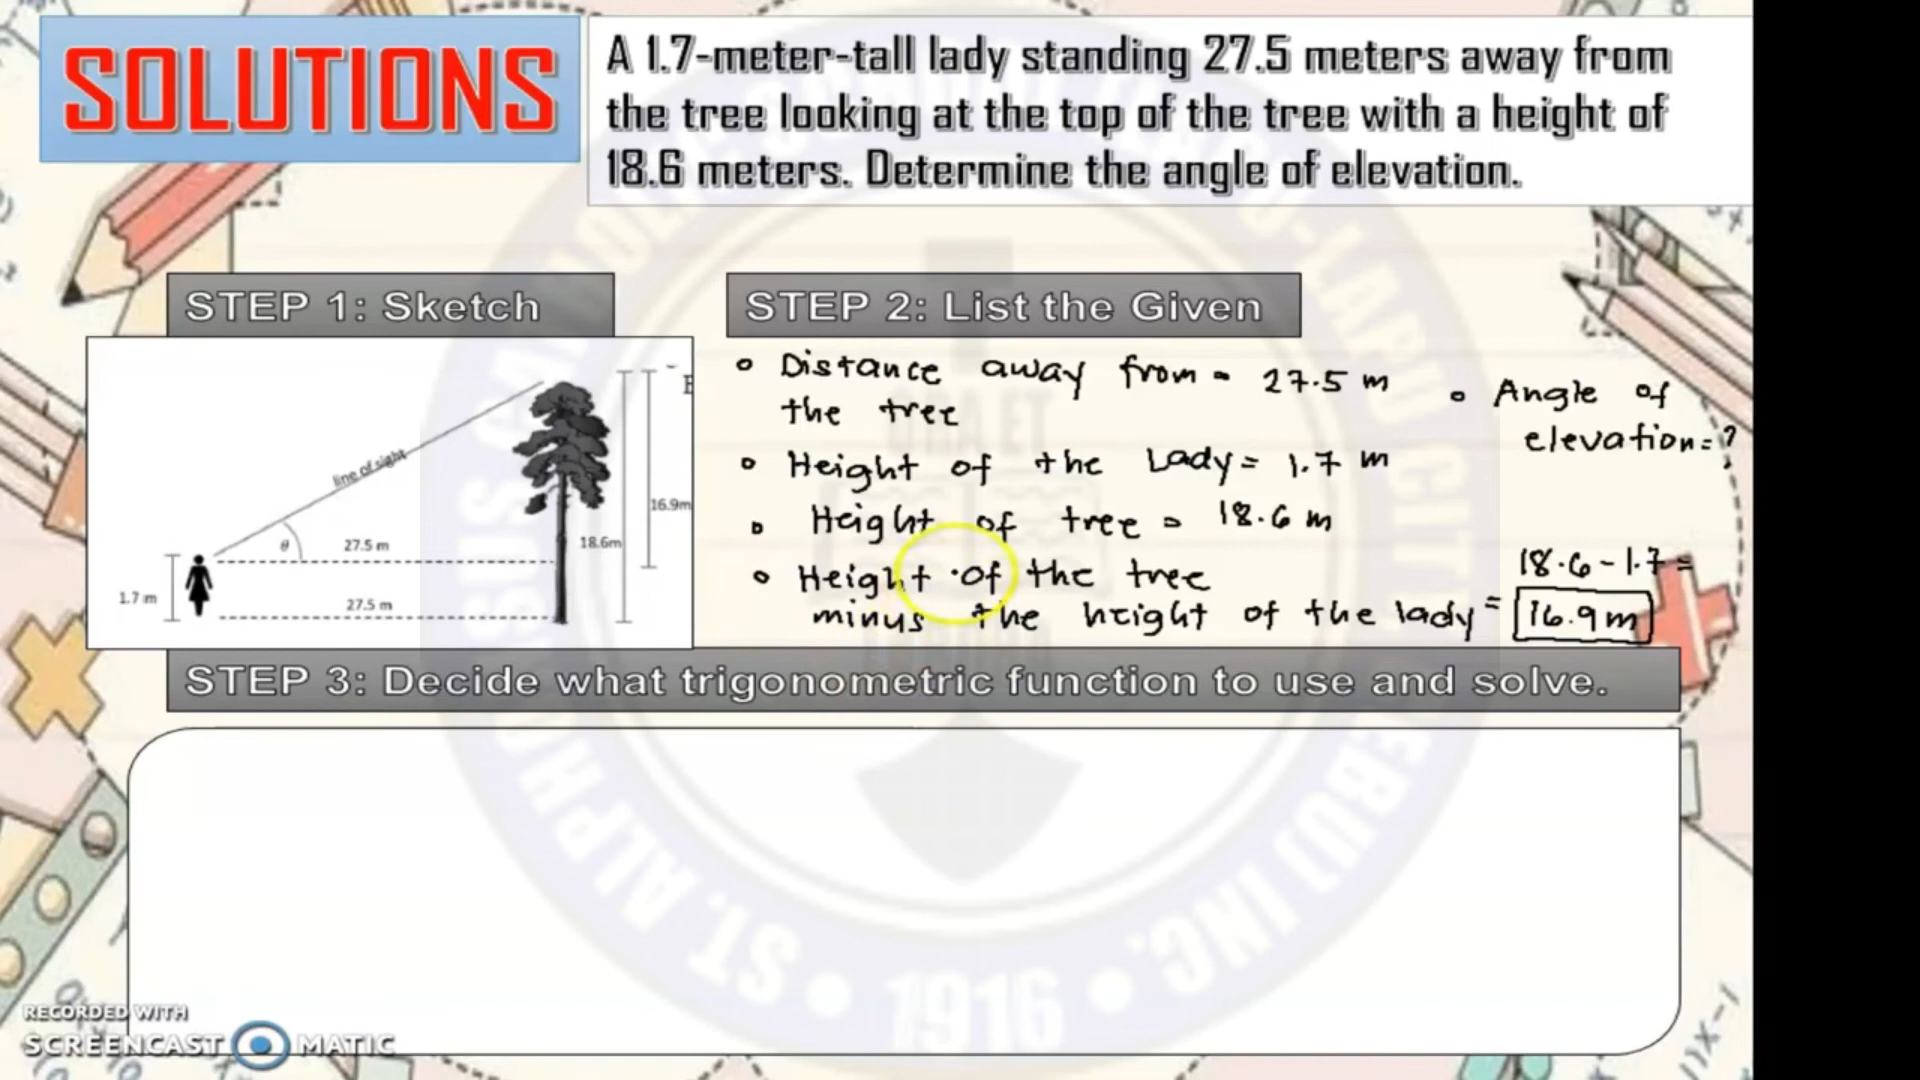 SOLUTIONS
A 1.7-meter-tall lady standing 27.5 meters away from
the tree looking at the top of the tree with a height of
18.6 meters. Determine the angle of elevation.
STEP 1: Sketch
line of sight
θ
27.5 m
1.7 m
27.5 m
16.9m
18.6m
STEP 2: List the Given
Distance away from = 27.5 m
the tree
Height of the Lady = 1.7 m
Height of tree = 18.6 m
Height of the tree
minus the height of the lady =
18.6 - 1.7 =
16.9 m
Angle of
elevation = ?
STEP 3: Decide what trigonometric function to use and solve.
ST. ALPH
1916
INC.
RECORDED WITH
SCREENCAST MATIC